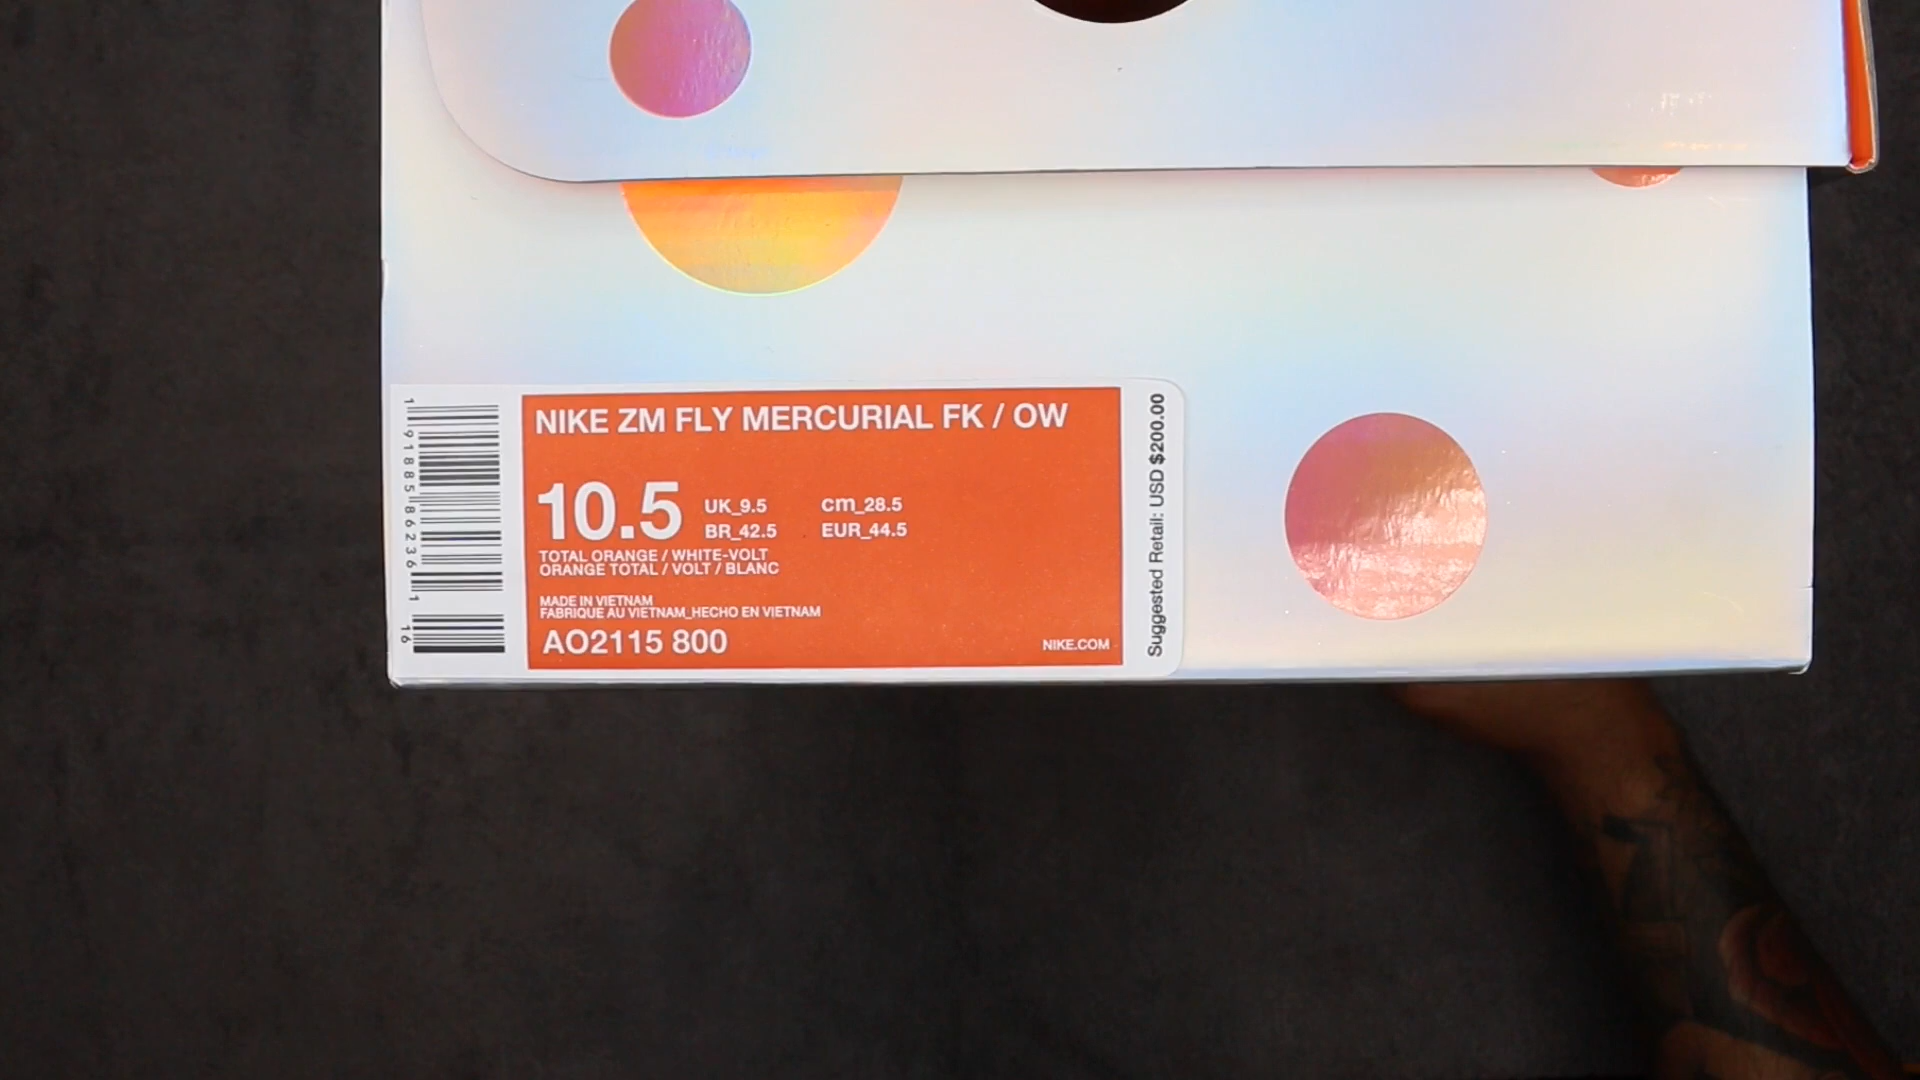 NIKE ZM FLY MERCURIAL FK / OW
10.5
UK_9.5 cm_28.5
BR_42.5 EUR_44.5
TOTAL ORANGE / WHITE-VOLT
ORANGE TOTAL / VOLT / BLANC
MADE IN VIETNAM
FABRIQUE AU VIETNAM_HECHO EN VIETNAM
AO2115 800
NIKE.COM
1 91885 86236 1
16
Suggested Retail: USD $200.00